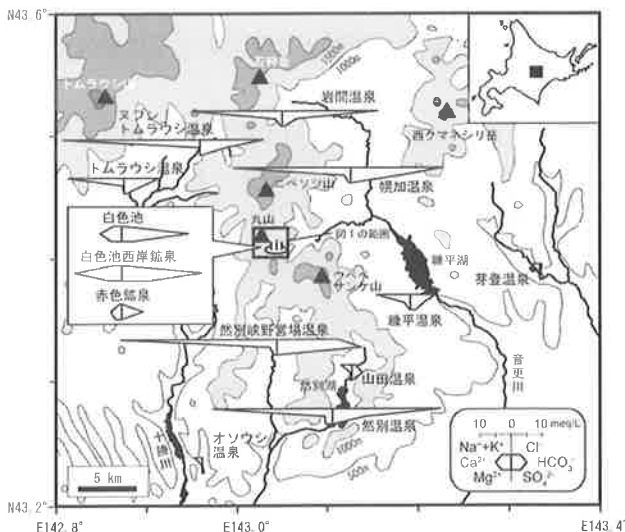 N43.6°
1000m
1000m
トムラウシ山
石狩岳
岩間温泉
ヌプン
トムラウシ温泉
西クマネシリ岳
トムラウシ温泉
ニペソツ山
幌加温泉
白色池
丸山
図1の範囲
白色池西岸鉱泉
糠平湖
芽登温泉
赤色鉱泉
ウペペ
サンケ山
糠平温泉
然別峡野営場温泉
音更川
然別湖
山田温泉
十勝川
オソウシ
温泉
然別温泉
1000m
500m
10 0 10 meq/L
Na⁺+K⁺ Cl⁻
Ca²⁺ HCO₃⁻
Mg²⁺ SO₄²⁻
5 km
N43.2°
E142.8° E143.0° E143.4°